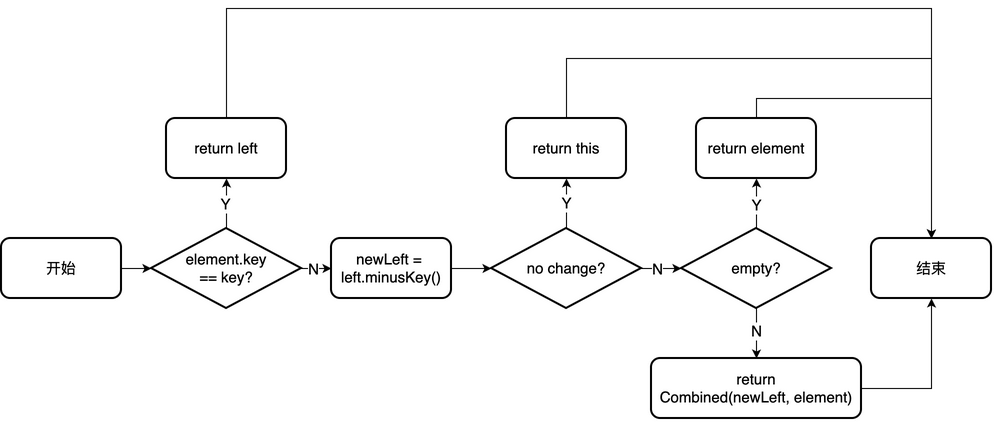 return left
return this
return element
Y
Y
Y
开始
element.key
== key?
N
newLeft =
left.minusKey()
no change?
N
empty?
结束
N
return
Combined(newLeft, element)